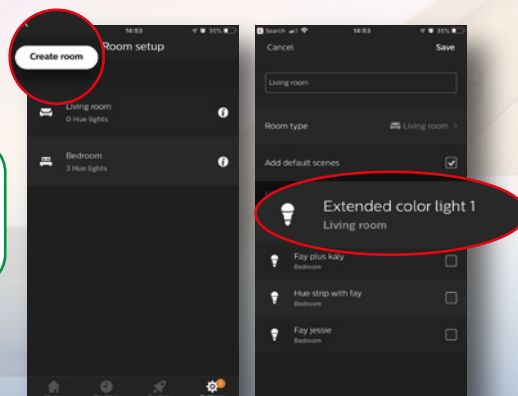 14:53
35%
Create room
Room setup
Living room
0 Hue lights
Bedroom
3 Hue lights
Search
14:53
35%
Cancel
Save
Living room
Room type
Living room >
Add default scenes
Extended color light 1
Living room
Fay plus kaly
Bedroom
Hue strip with fay
Bedroom
Fay jessie
Bedroom